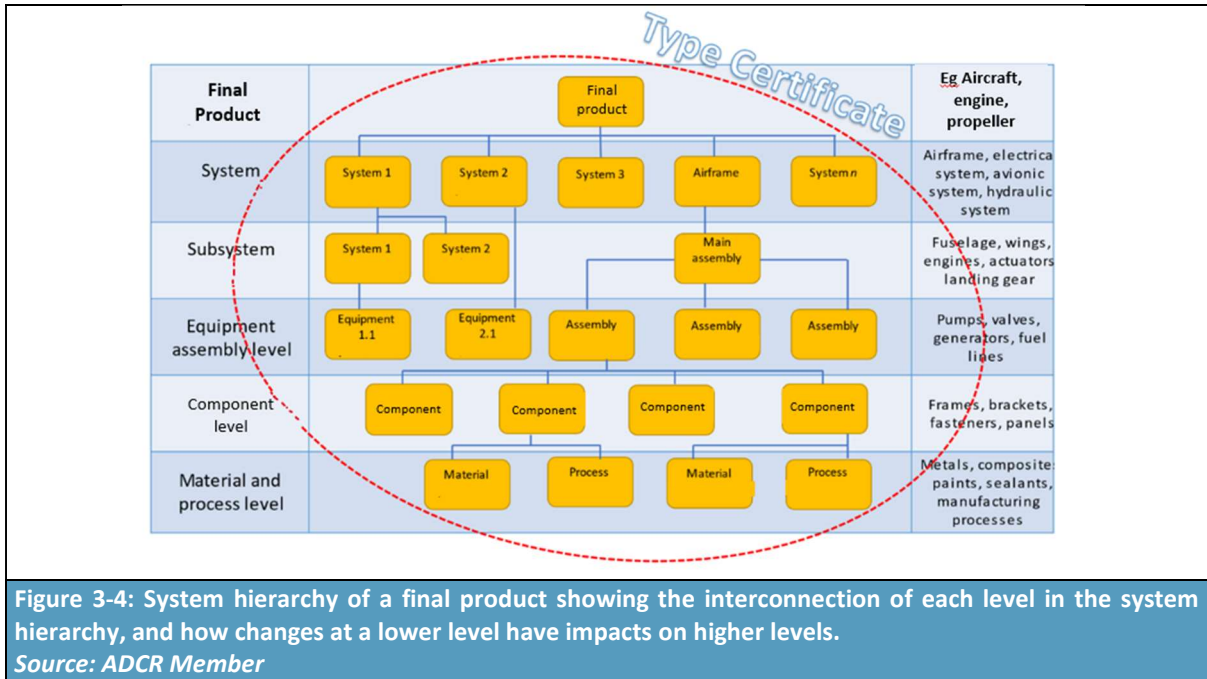 Type Certificate
Final
Product
Final
product
Eg Aircraft,
engine,
propeller
System
System 1
System 2
System 3
Airframe
System n
Airframe, electrica
system, avionic
system, hydraulic
system
Subsystem
System 1
System 2
Main
assembly
Fuselage, wings,
engines, actuators
landing gear
Equipment
assembly level
Equipment
1.1
Equipment
2.1
Assembly
Assembly
Assembly
Pumps, valves,
generators, fuel
lines
Component
level
Component
Component
Component
Component
Frames, brackets,
fasteners, panels
Material and
process level
Material
Process
Material
Process
Metals, composite
paints, sealants,
manufacturing
processes
Figure 3-4: System hierarchy of a final product showing the interconnection of each level in the system
hierarchy, and how changes at a lower level have impacts on higher levels.
Source: ADCR Member